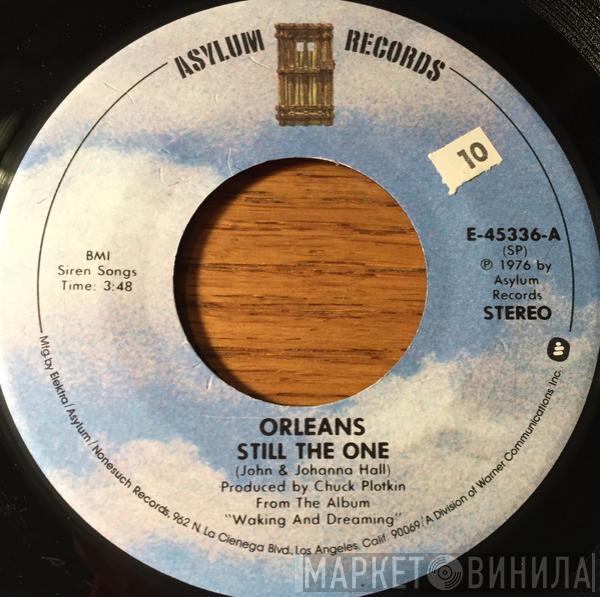 ASYLUM RECORDS
10
BMI
Siren Songs
Time: 3:48
E-45336-A
(SP)
℗ 1976 by
Asylum
Records
STEREO
ORLEANS
STILL THE ONE
(John & Johanna Hall)
Produced by Chuck Plotkin
From The Album
"Waking And Dreaming"
Mfg. by Elektra/Asylum/Nonesuch Records, 962 N. La Cienega Blvd., Los Angeles, Calif. 90069/A Division of Warner Communications Inc.
МАРКЕТ ВИНИЛА